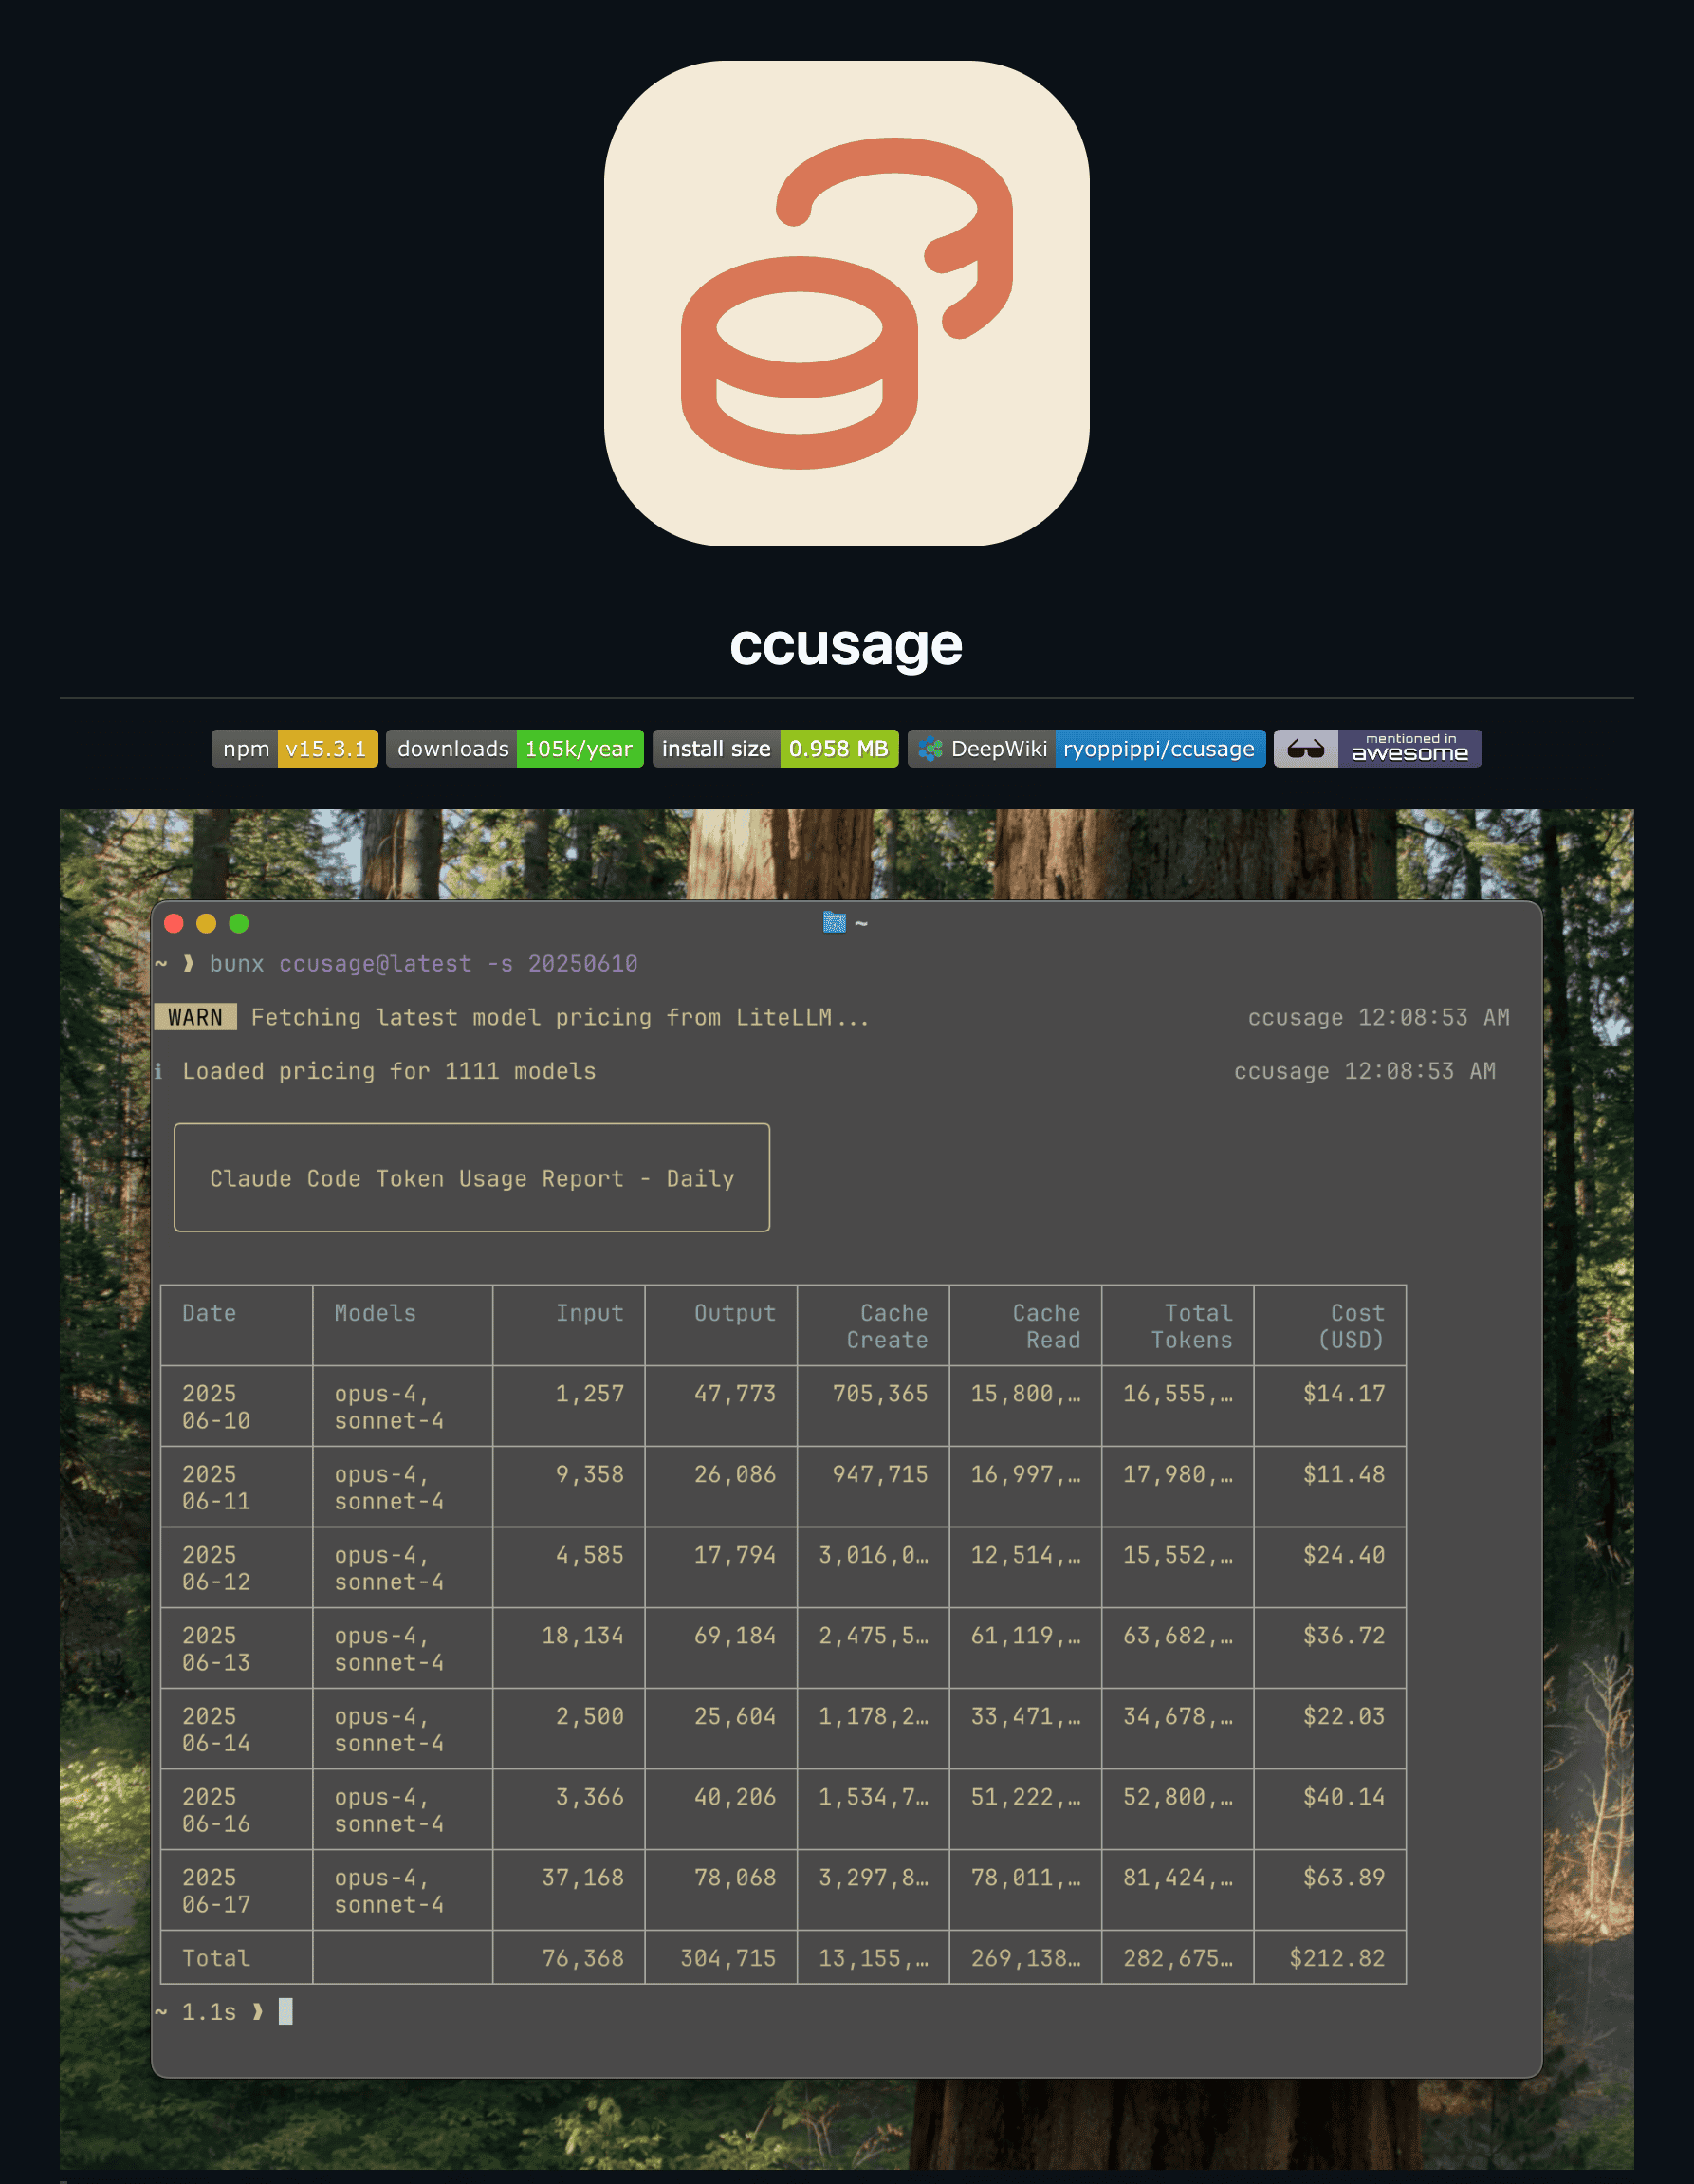 ccusage
npm v15.3.1 downloads 105k/year install size 0.958 MB DeepWiki ryoppippi/ccusage mentioned in awesome
~
~ ❱ bunx ccusage@latest -s 20250610
WARN Fetching latest model pricing from LiteLLM... ccusage 12:08:53 AM
ℹ Loaded pricing for 1111 models ccusage 12:08:53 AM
Claude Code Token Usage Report - Daily
Date Models Input Output Cache Cache Total Cost
Create Read Tokens (USD)
2025 opus-4, 1,257 47,773 705,365 15,800,… 16,555,… $14.17
06-10 sonnet-4
2025 opus-4, 9,358 26,086 947,715 16,997,… 17,980,… $11.48
06-11 sonnet-4
2025 opus-4, 4,585 17,794 3,016,0… 12,514,… 15,552,… $24.40
06-12 sonnet-4
2025 opus-4, 18,134 69,184 2,475,5… 61,119,… 63,682,… $36.72
06-13 sonnet-4
2025 opus-4, 2,500 25,604 1,178,2… 33,471,… 34,678,… $22.03
06-14 sonnet-4
2025 opus-4, 3,366 40,206 1,534,7… 51,222,… 52,800,… $40.14
06-16 sonnet-4
2025 opus-4, 37,168 78,068 3,297,8… 78,011,… 81,424,… $63.89
06-17 sonnet-4
Total 76,368 304,715 13,155,… 269,138… 282,675… $212.82
~ 1.1s ❱